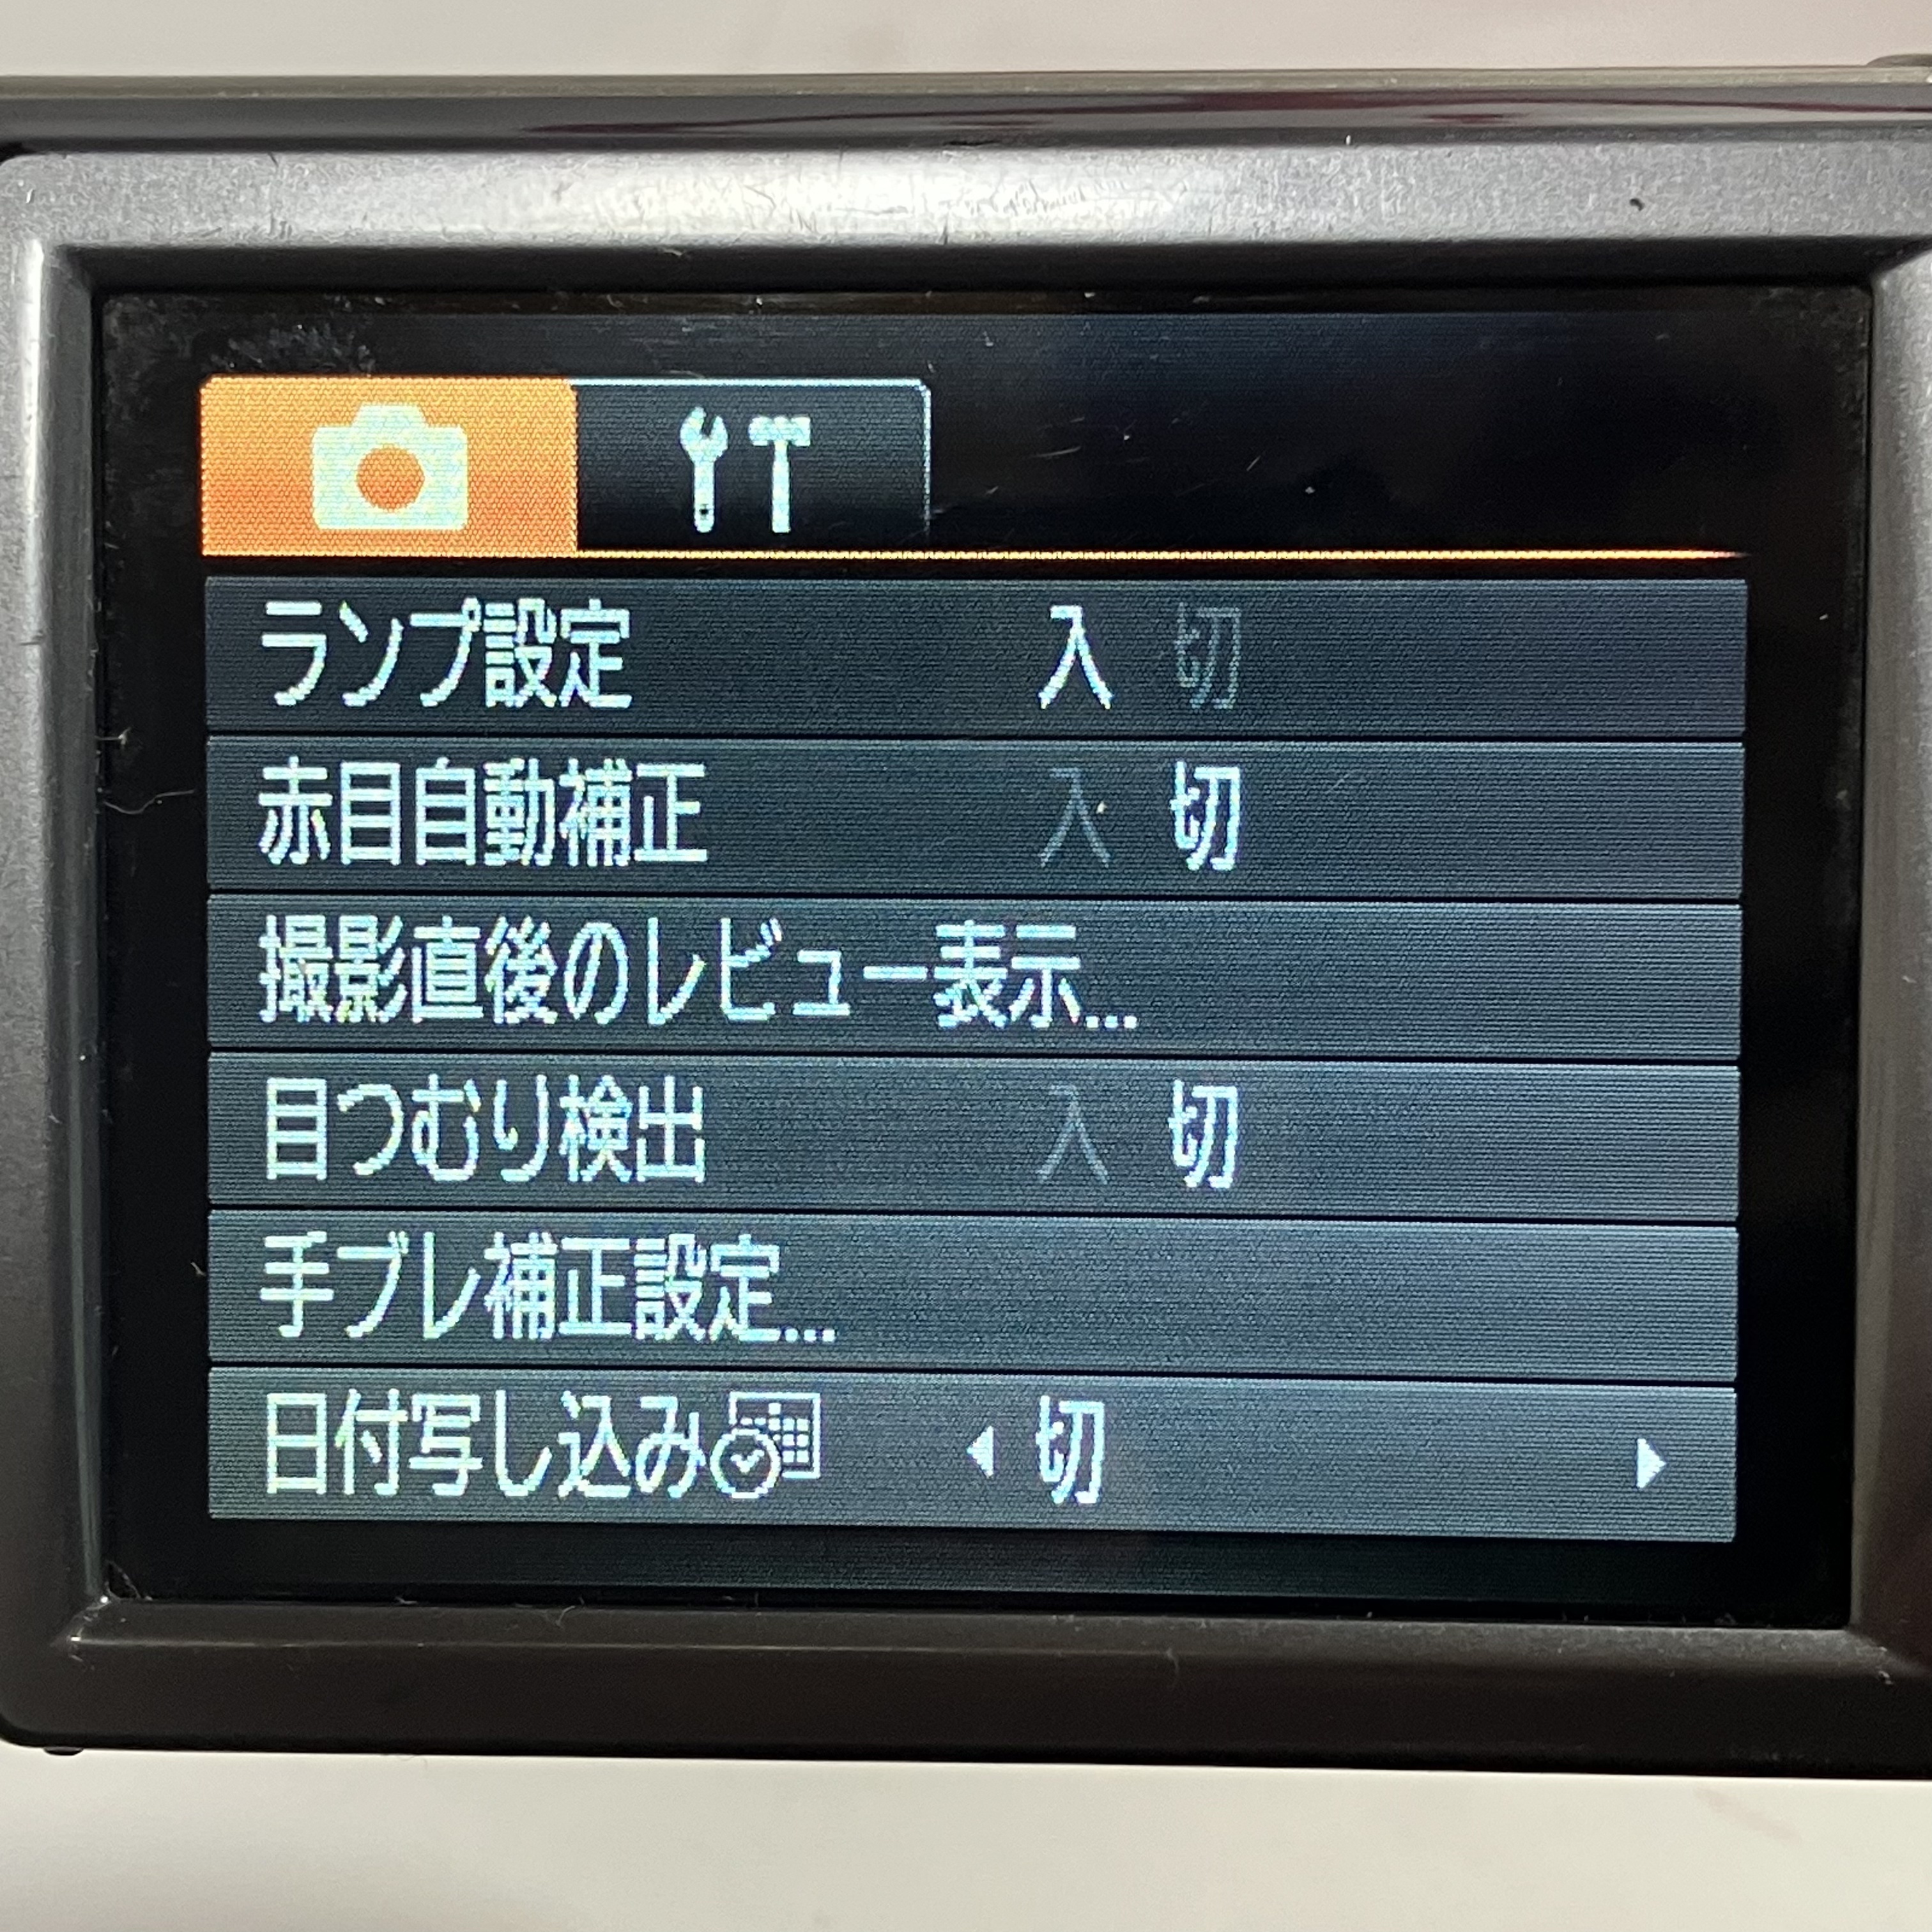 ランプ設定 入 切
赤目自動補正 入 切
撮影直後のレビュー表示...
目つむり検出 入 切
手ブレ補正設定...
日付写し込み 切